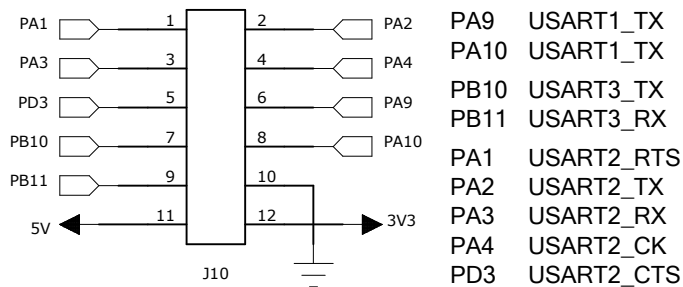 PA1 1 2 PA2
PA3 3 4 PA4
PD3 5 6 PA9
PB10 7 8 PA10
PB11 9 10
5V 11 12 3V3
J10
PA9 USART1_TX
PA10 USART1_TX
PB10 USART3_TX
PB11 USART3_RX
PA1 USART2_RTS
PA2 USART2_TX
PA3 USART2_RX
PA4 USART2_CK
PD3 USART2_CTS